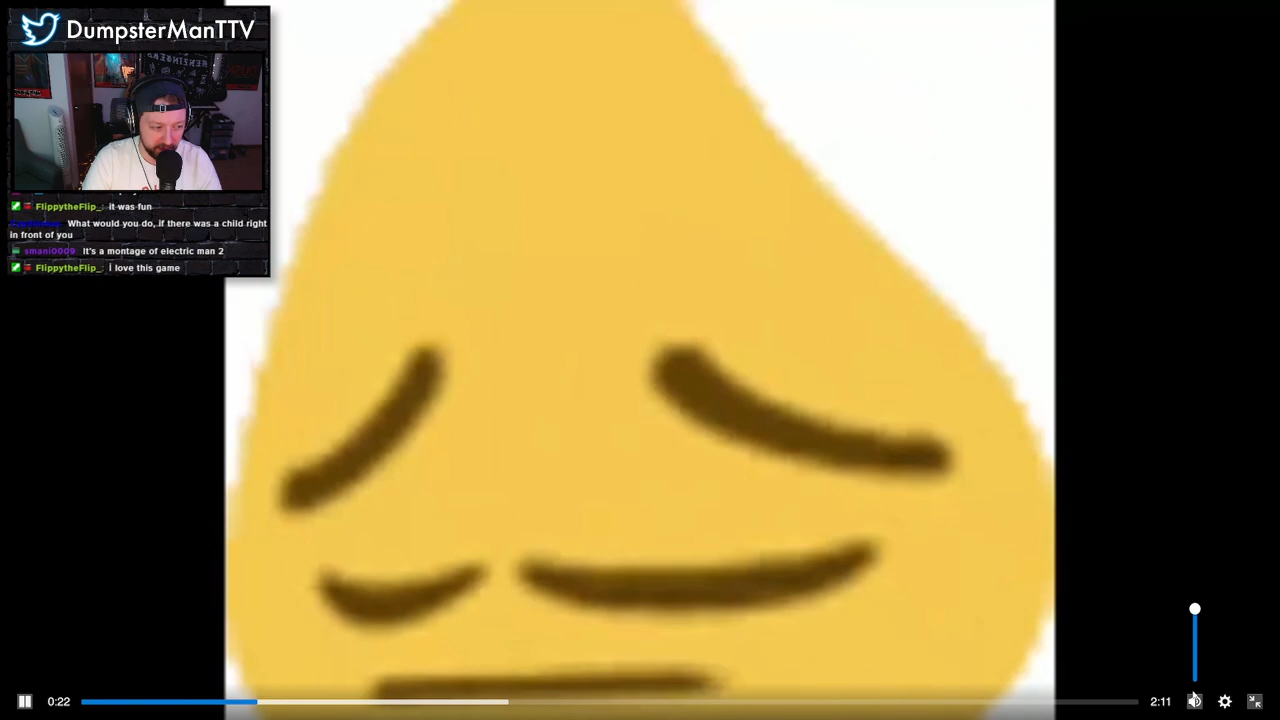 DumpsterManTTV
FlippytheFlip_: it was fun
What would you do, if there was a child right
in front of you
smani0009 It's a montage of electric man 2
FlippytheFlip_: i love this game
0:22
2:11